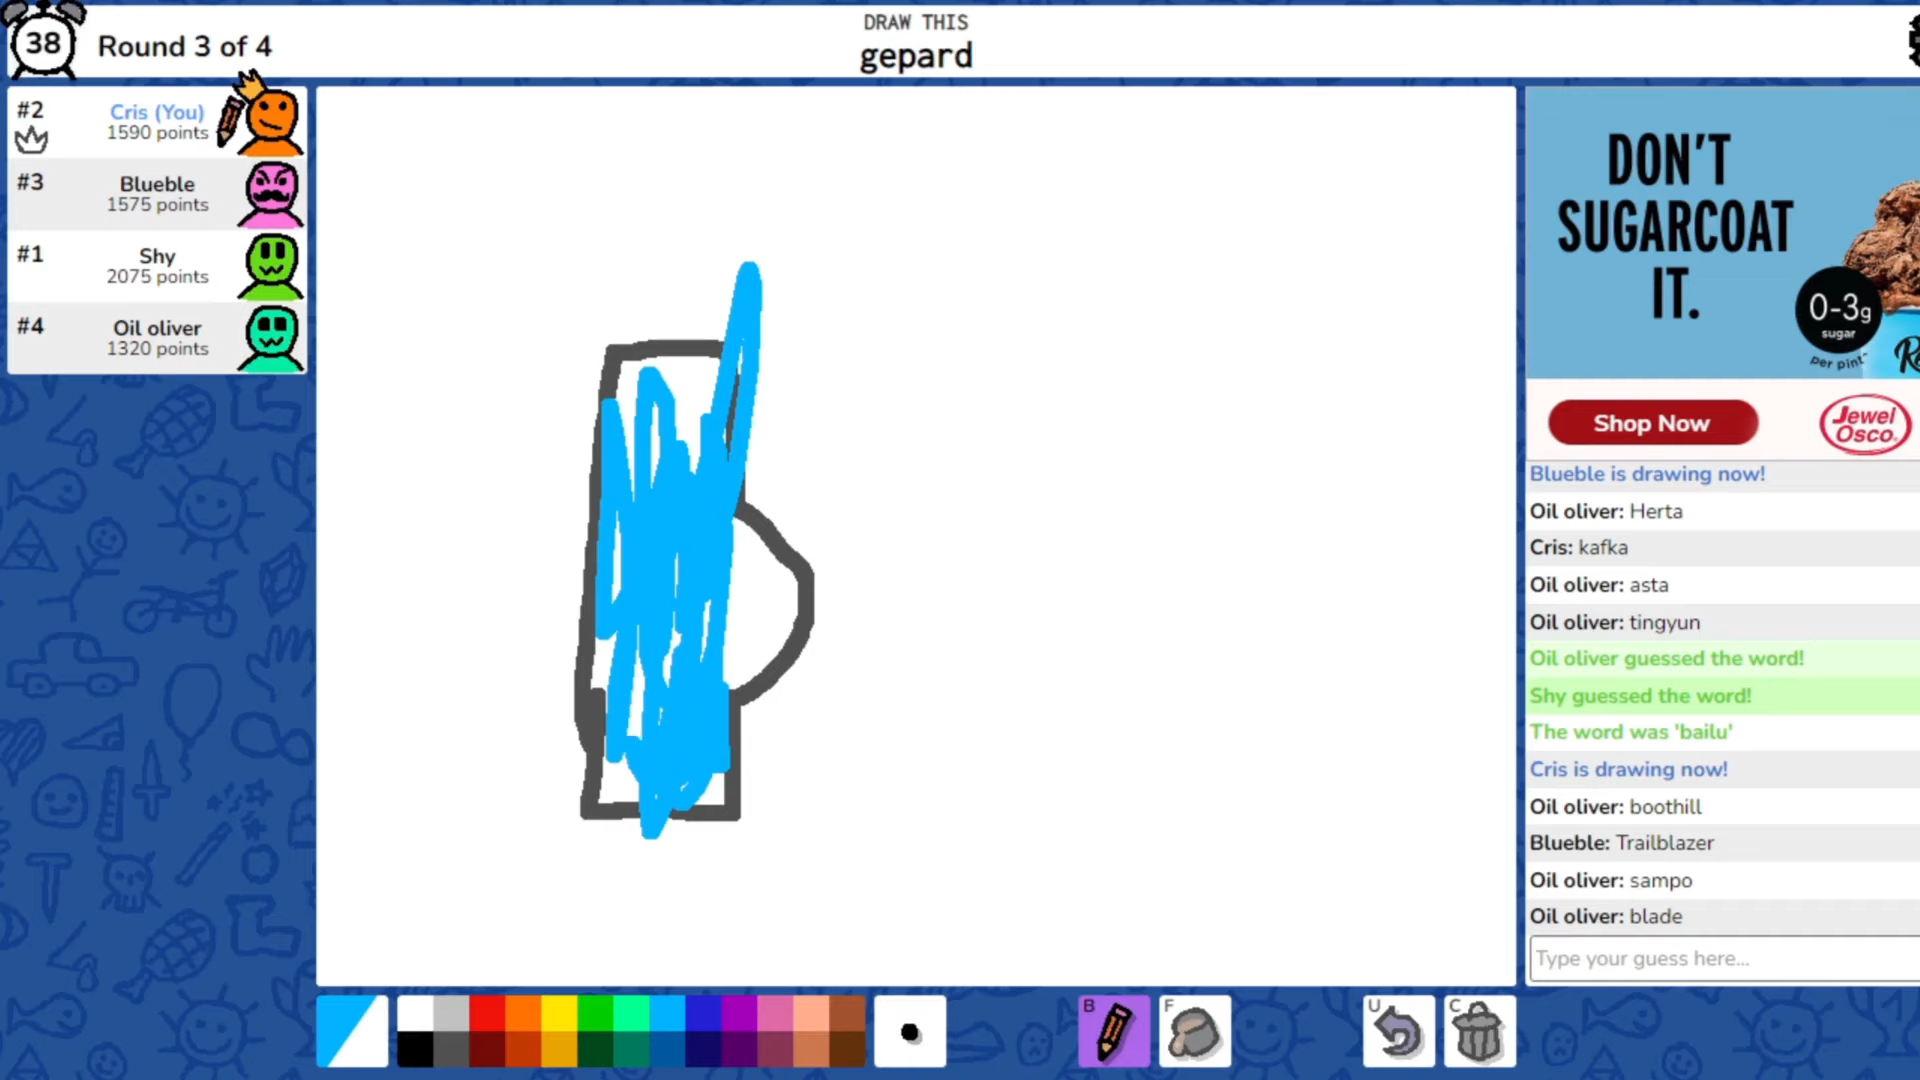 38
Round 3 of 4
DRAW THIS
gepard
#2
Cris (You)
1590 points
#3
Blueble
1575 points
#1
Shy
2075 points
#4
Oil oliver
1320 points
DON'T
SUGARCOAT
IT.
0-3g
sugar
per pint
Shop Now
Jewel
Osco
Blueble is drawing now!
Oil oliver: Herta
Cris: kafka
Oil oliver: asta
Oil oliver: tingyun
Oil oliver guessed the word!
Shy guessed the word!
The word was 'bailu'
Cris is drawing now!
Oil oliver: boothill
Blueble: Trailblazer
Oil oliver: sampo
Oil oliver: blade
Type your guess here...
B
F
U
C